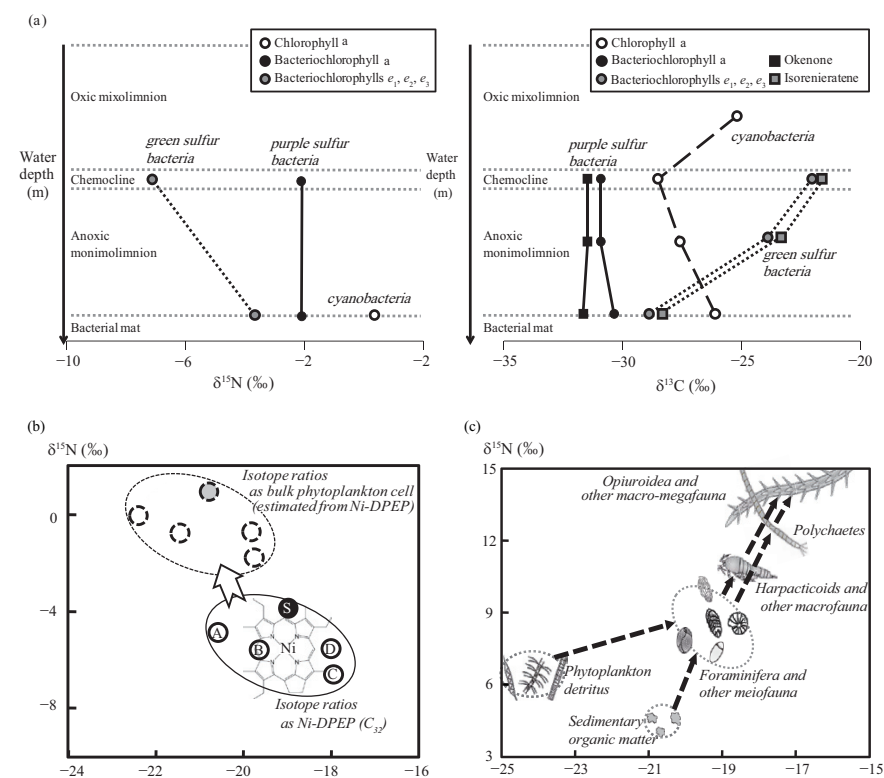 (a)
Chlorophyll a
Bacteriochlorophyll a
Bacteriochlorophylls e1, e2, e3
Oxic mixolimnion
green sulfur
bacteria
purple sulfur
bacteria
Water
depth
(m)
Chemocline
Anoxic
monimolimnion
cyanobacteria
Bacterial mat
−10
−6
−2
−2
δ15N (‰)
Chlorophyll a
Bacteriochlorophyll a
Okenone
Bacteriochlorophylls e1, e2, e3
Isorenieratene
Oxic mixolimnion
cyanobacteria
purple sulfur
bacteria
Water
depth
(m)
Chemocline
Anoxic
monimolimnion
green sulfur
bacteria
Bacterial mat
−35
−30
−25
−20
δ13C (‰)
(b)
δ15N (‰)
Isotope ratios
as bulk phytoplankton cell
(estimated from Ni-DPEP)
0
−4
−8
S
A
B
Ni
D
C
Isotope ratios
as Ni-DPEP (C32)
−24
−22
−20
−18
−16
(c)
δ15N (‰)
15
12
9
6
3
Opiuroidea and
other macro-megafauna
Polychaetes
Harpacticoids and
other macrofauna
Phytoplankton
detritus
Foraminifera and
other meiofauna
Sedimentary
organic matter
−25
−23
−21
−19
−17
−15